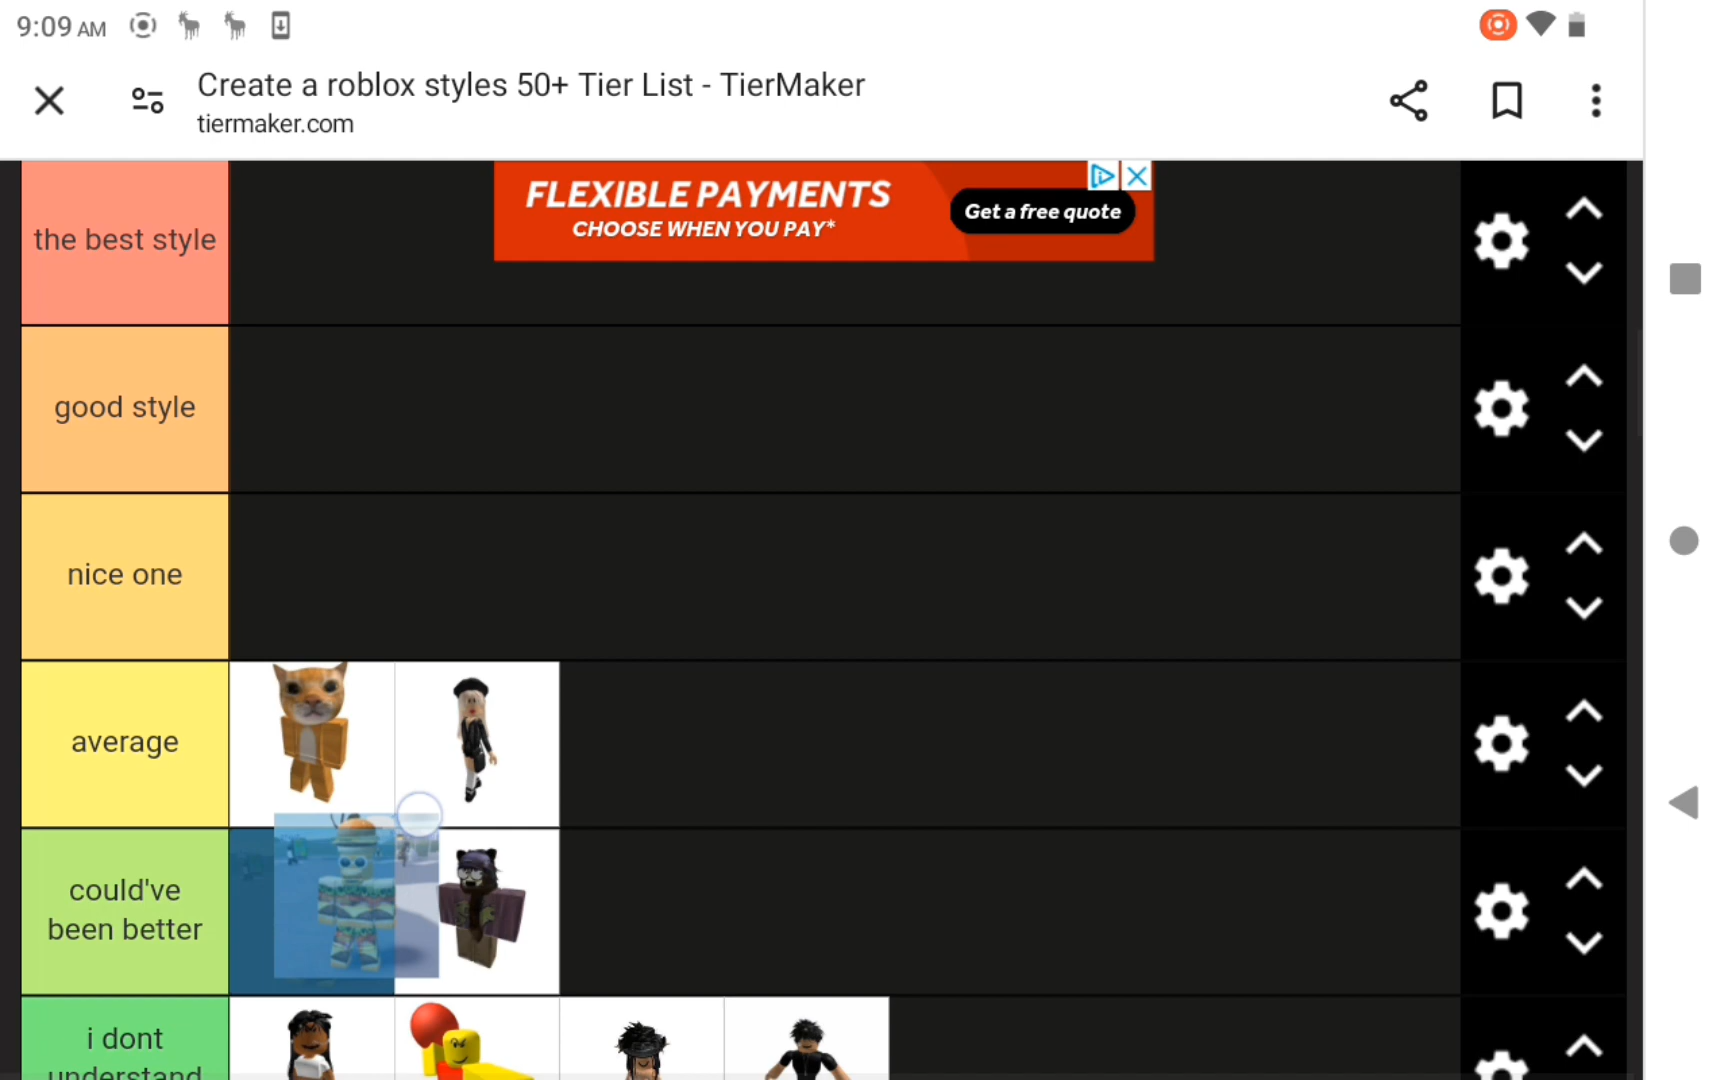 9:09 AM
Create a roblox styles 50+ Tier List - TierMaker
tiermaker.com
FLEXIBLE PAYMENTS
CHOOSE WHEN YOU PAY*
Get a free quote
the best style
good style
nice one
average
could've
been better
i dont
understand